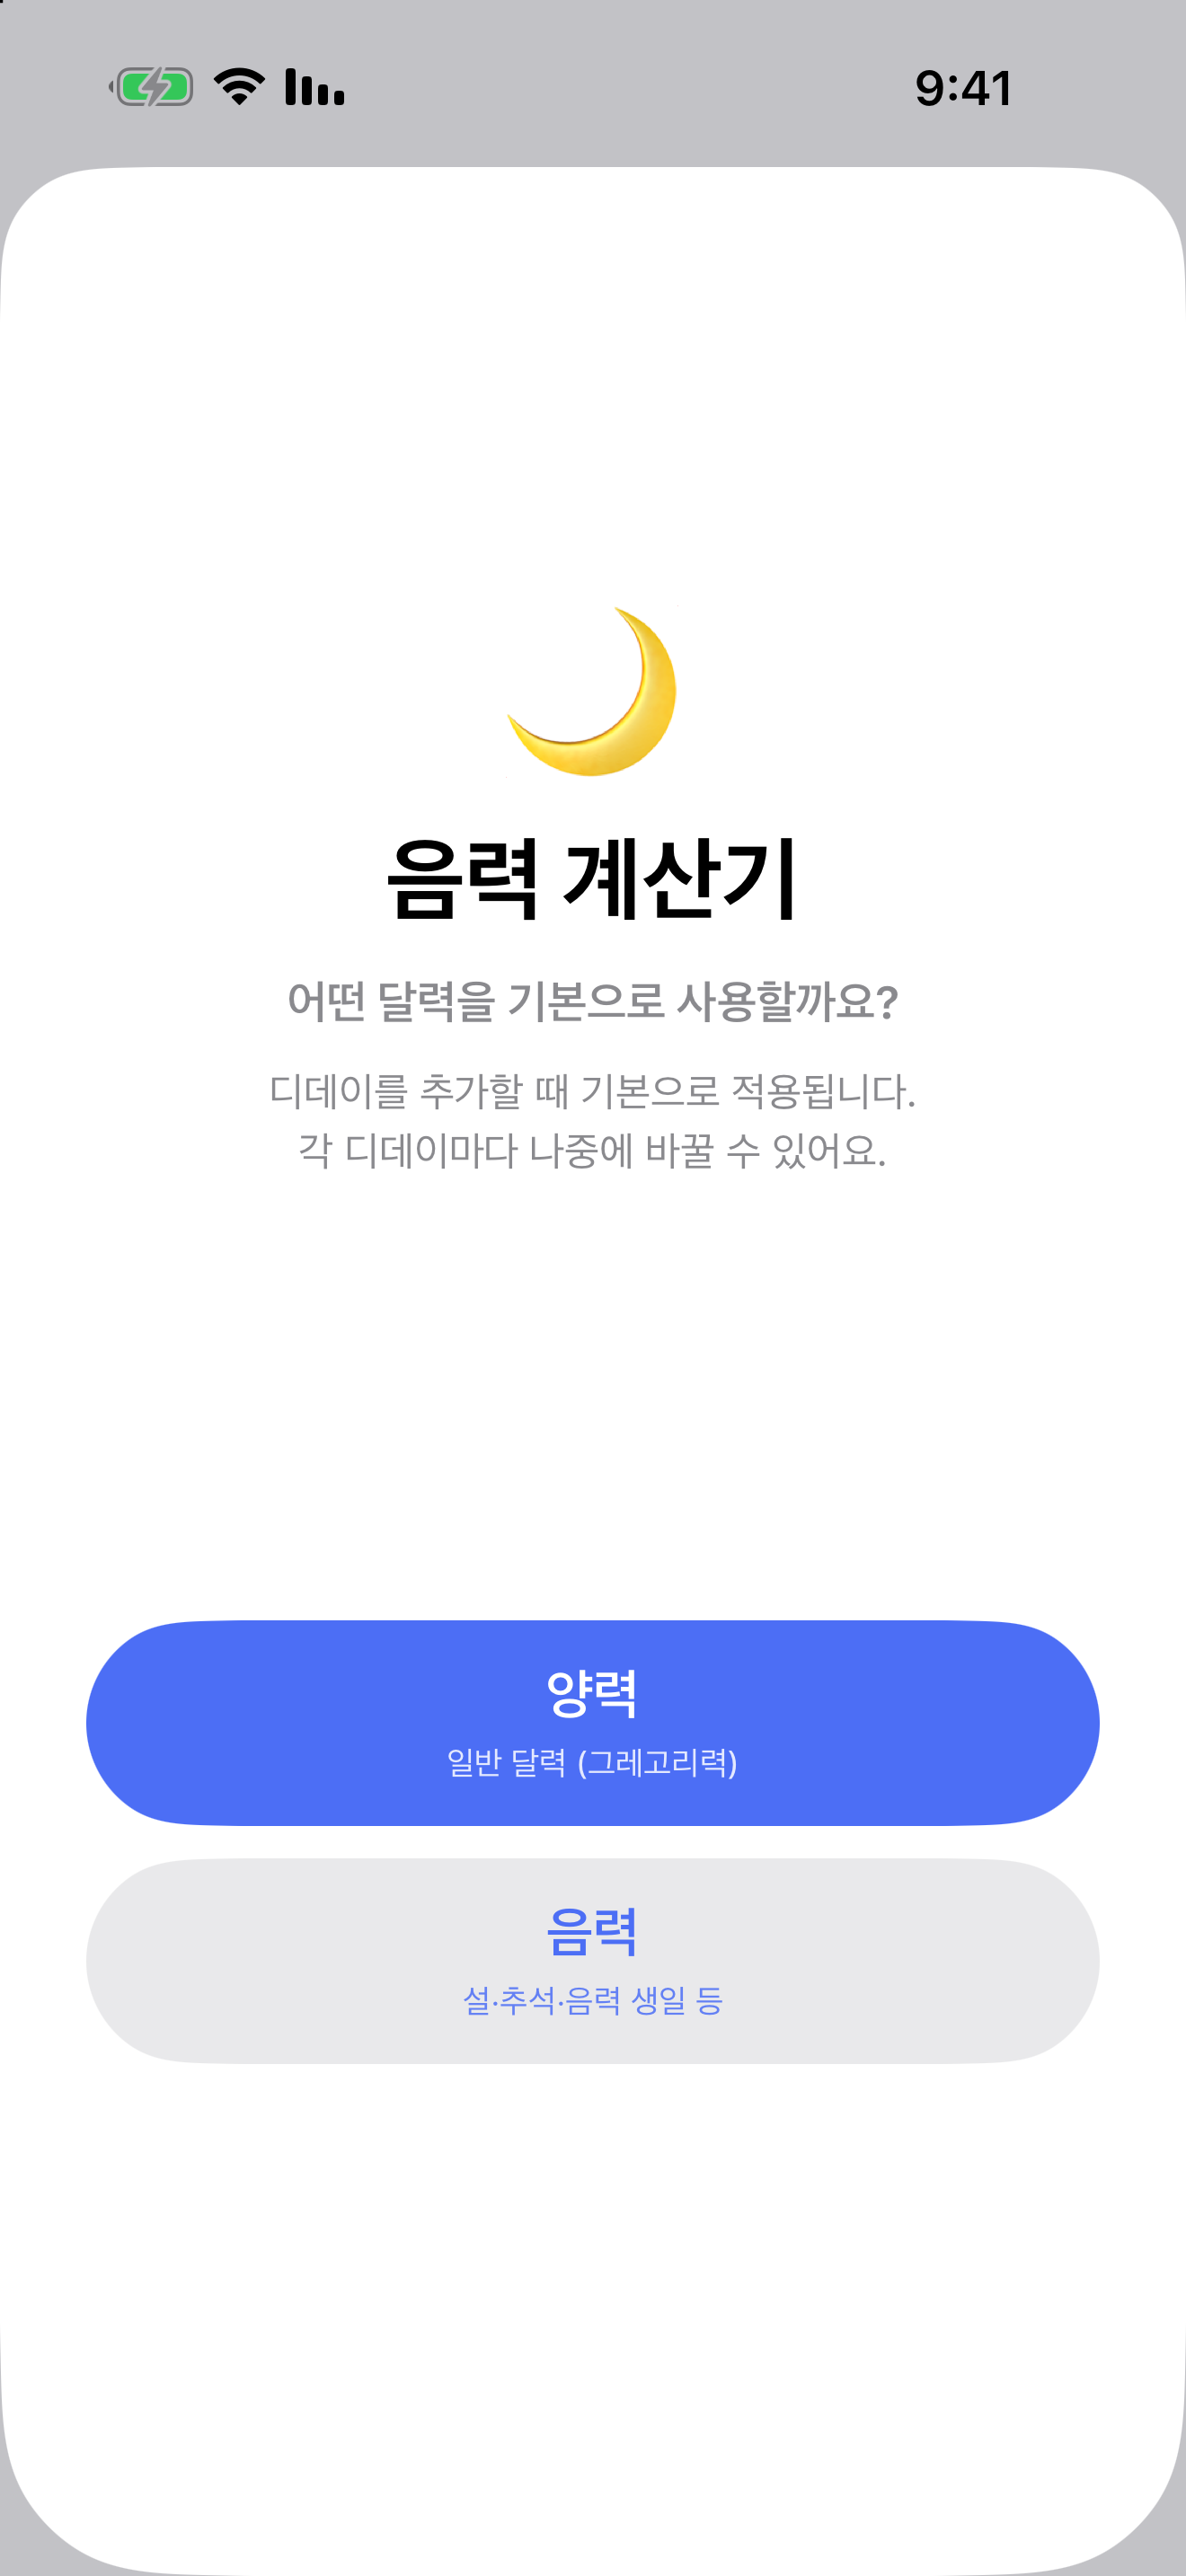 9:41
음력 계산기
어떤 달력을 기본으로 사용할까요?
디데이를 추가할 때 기본으로 적용됩니다.
각 디데이마다 나중에 바꿀 수 있어요.
양력
일반 달력 (그레고리력)
음력
설·추석·음력 생일 등